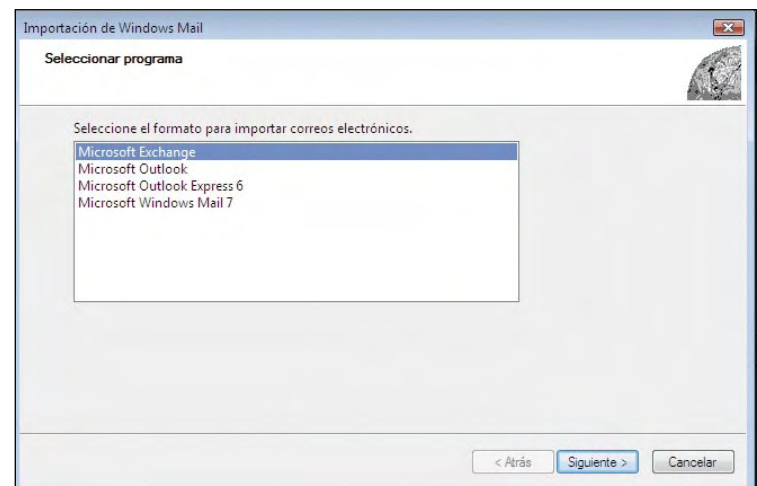 Importación de Windows Mail
Seleccionar programa
Seleccione el formato para importar correos electrónicos.
Microsoft Exchange
Microsoft Outlook
Microsoft Outlook Express 6
Microsoft Windows Mail 7
< Atrás Siguiente > Cancelar